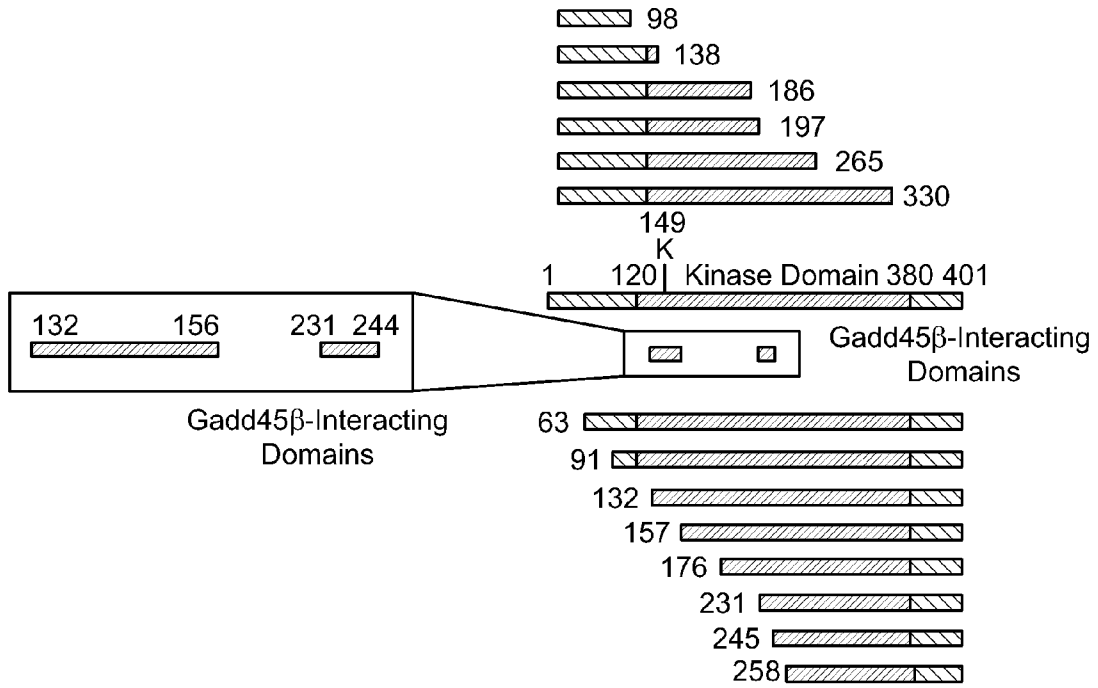 98
138
186
197
265
330
149
K
1 120 Kinase Domain 380 401
132 156 231 244
Gadd45β-Interacting
Domains
Gadd45β-Interacting
Domains
63
91
132
157
176
231
245
258